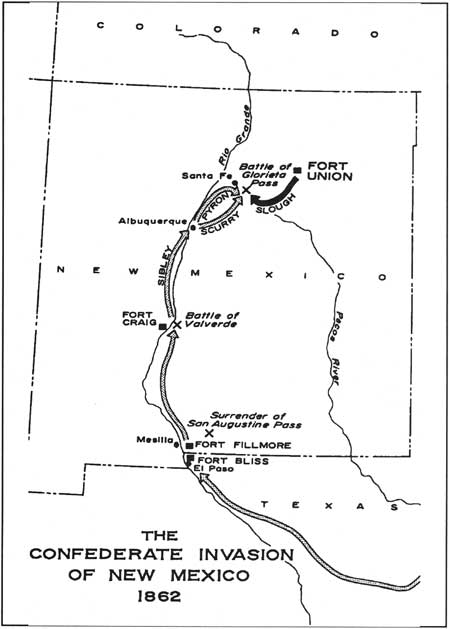 COLORADO
Rio Grande
Battle of
Glorieta
Pass
FORT
UNION
Santa Fe
PYRON
SCURRY
SLOUGH
Albuquerque
SIBLEY
NEW MEXICO
FORT
CRAIG
Battle of
Valverde
Pecos River
Surrender of
San Augustine Pass
Mesilla
FORT FILLMORE
FORT BLISS
El Paso
TEXAS
THE
CONFEDERATE INVASION
OF NEW MEXICO
1862